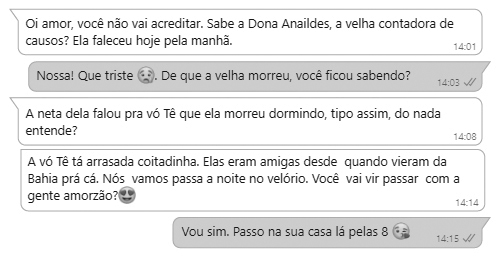 Oi amor, você não vai acreditar. Sabe a Dona Anaildes, a velha contadora de
causos? Ela faleceu hoje pela manhã.
14:01
Nossa! Que triste 😢. De que a velha morreu, você ficou sabendo?
14:03
A neta dela falou pra vó Tê que ela morreu dormindo, tipo assim, do nada
entende?
14:08
A vó Tê tá arrasada coitadinha. Elas eram amigas desde quando vieram da
Bahia prá cá. Nós vamos passa a noite no velório. Você vai vir passar com a
gente amorzão?😍
14:14
Vou sim. Passo na sua casa lá pelas 8 😘
14:15